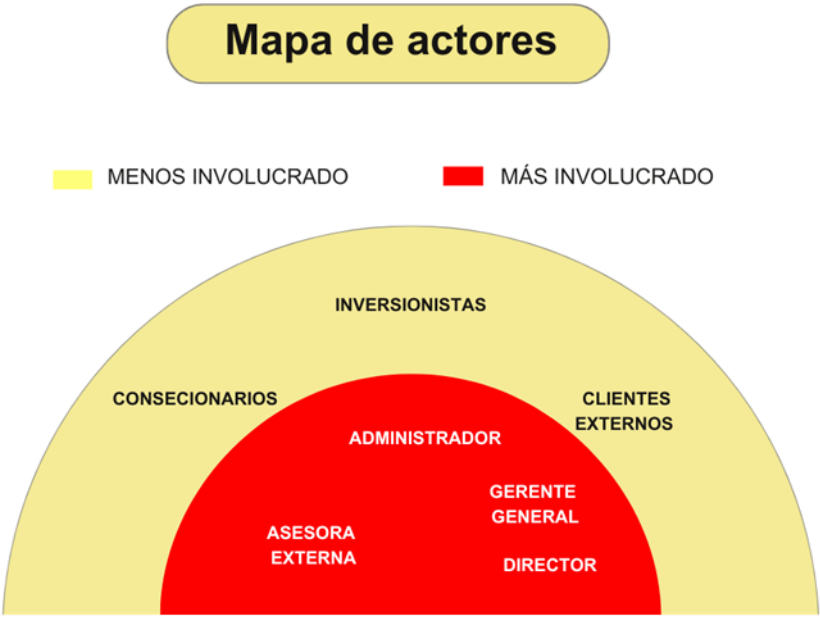 Mapa de actores
MENOS INVOLUCRADO
MÁS INVOLUCRADO
INVERSIONISTAS
CONSECIONARIOS
CLIENTES
EXTERNOS
ADMINISTRADOR
GERENTE
GENERAL
ASESORA
EXTERNA
DIRECTOR